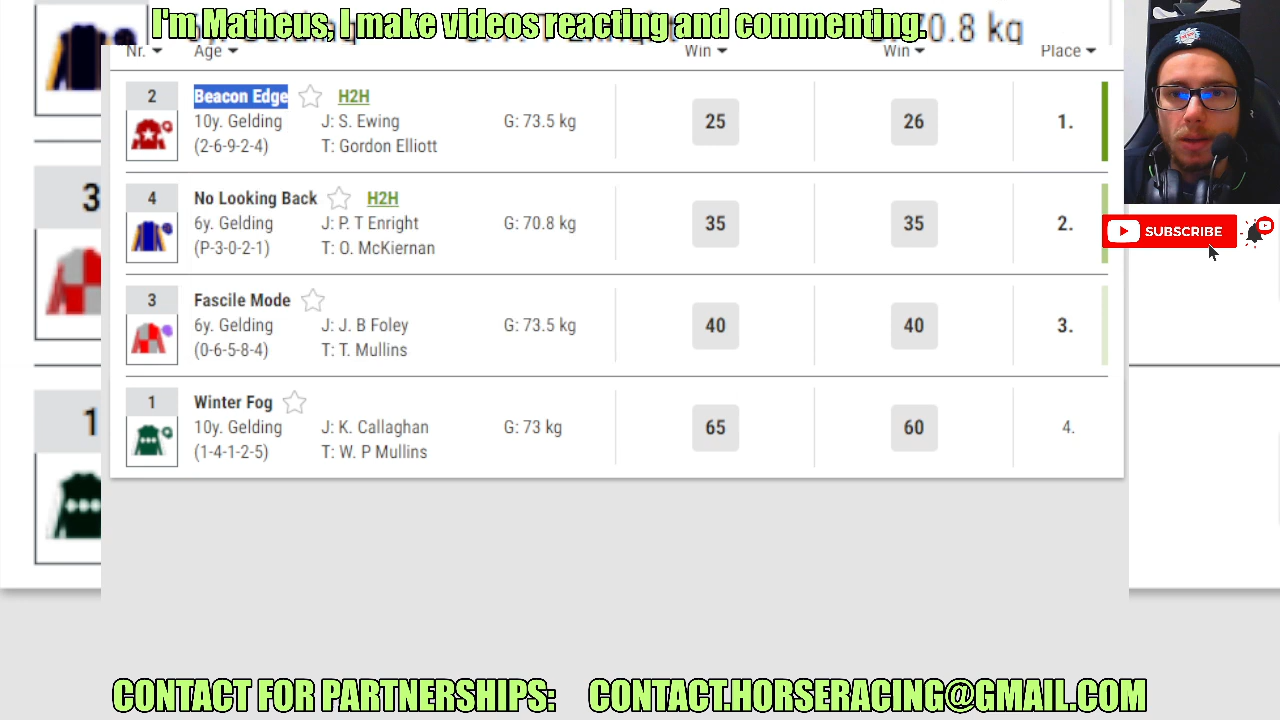 I'm Matheus, I make videos reacting and commenting.
0.8 kg
Nr. Age Win Win Place
2 Beacon Edge H2H
10y. Gelding J: S. Ewing G: 73.5 kg 25 26 1.
(2-6-9-2-4) T: Gordon Elliott
4 No Looking Back H2H
6y. Gelding J: P. T Enright G: 70.8 kg 35 35 2.
(P-3-0-2-1) T: O. McKiernan
3 Fascile Mode
6y. Gelding J: J. B Foley G: 73.5 kg 40 40 3.
(0-6-5-8-4) T: T. Mullins
1 Winter Fog
10y. Gelding J: K. Callaghan G: 73 kg 65 60 4.
(1-4-1-2-5) T: W. P Mullins
3
1
SUBSCRIBE
CONTACT FOR PARTNERSHIPS: CONTACT.HORSERACING@GMAIL.COM